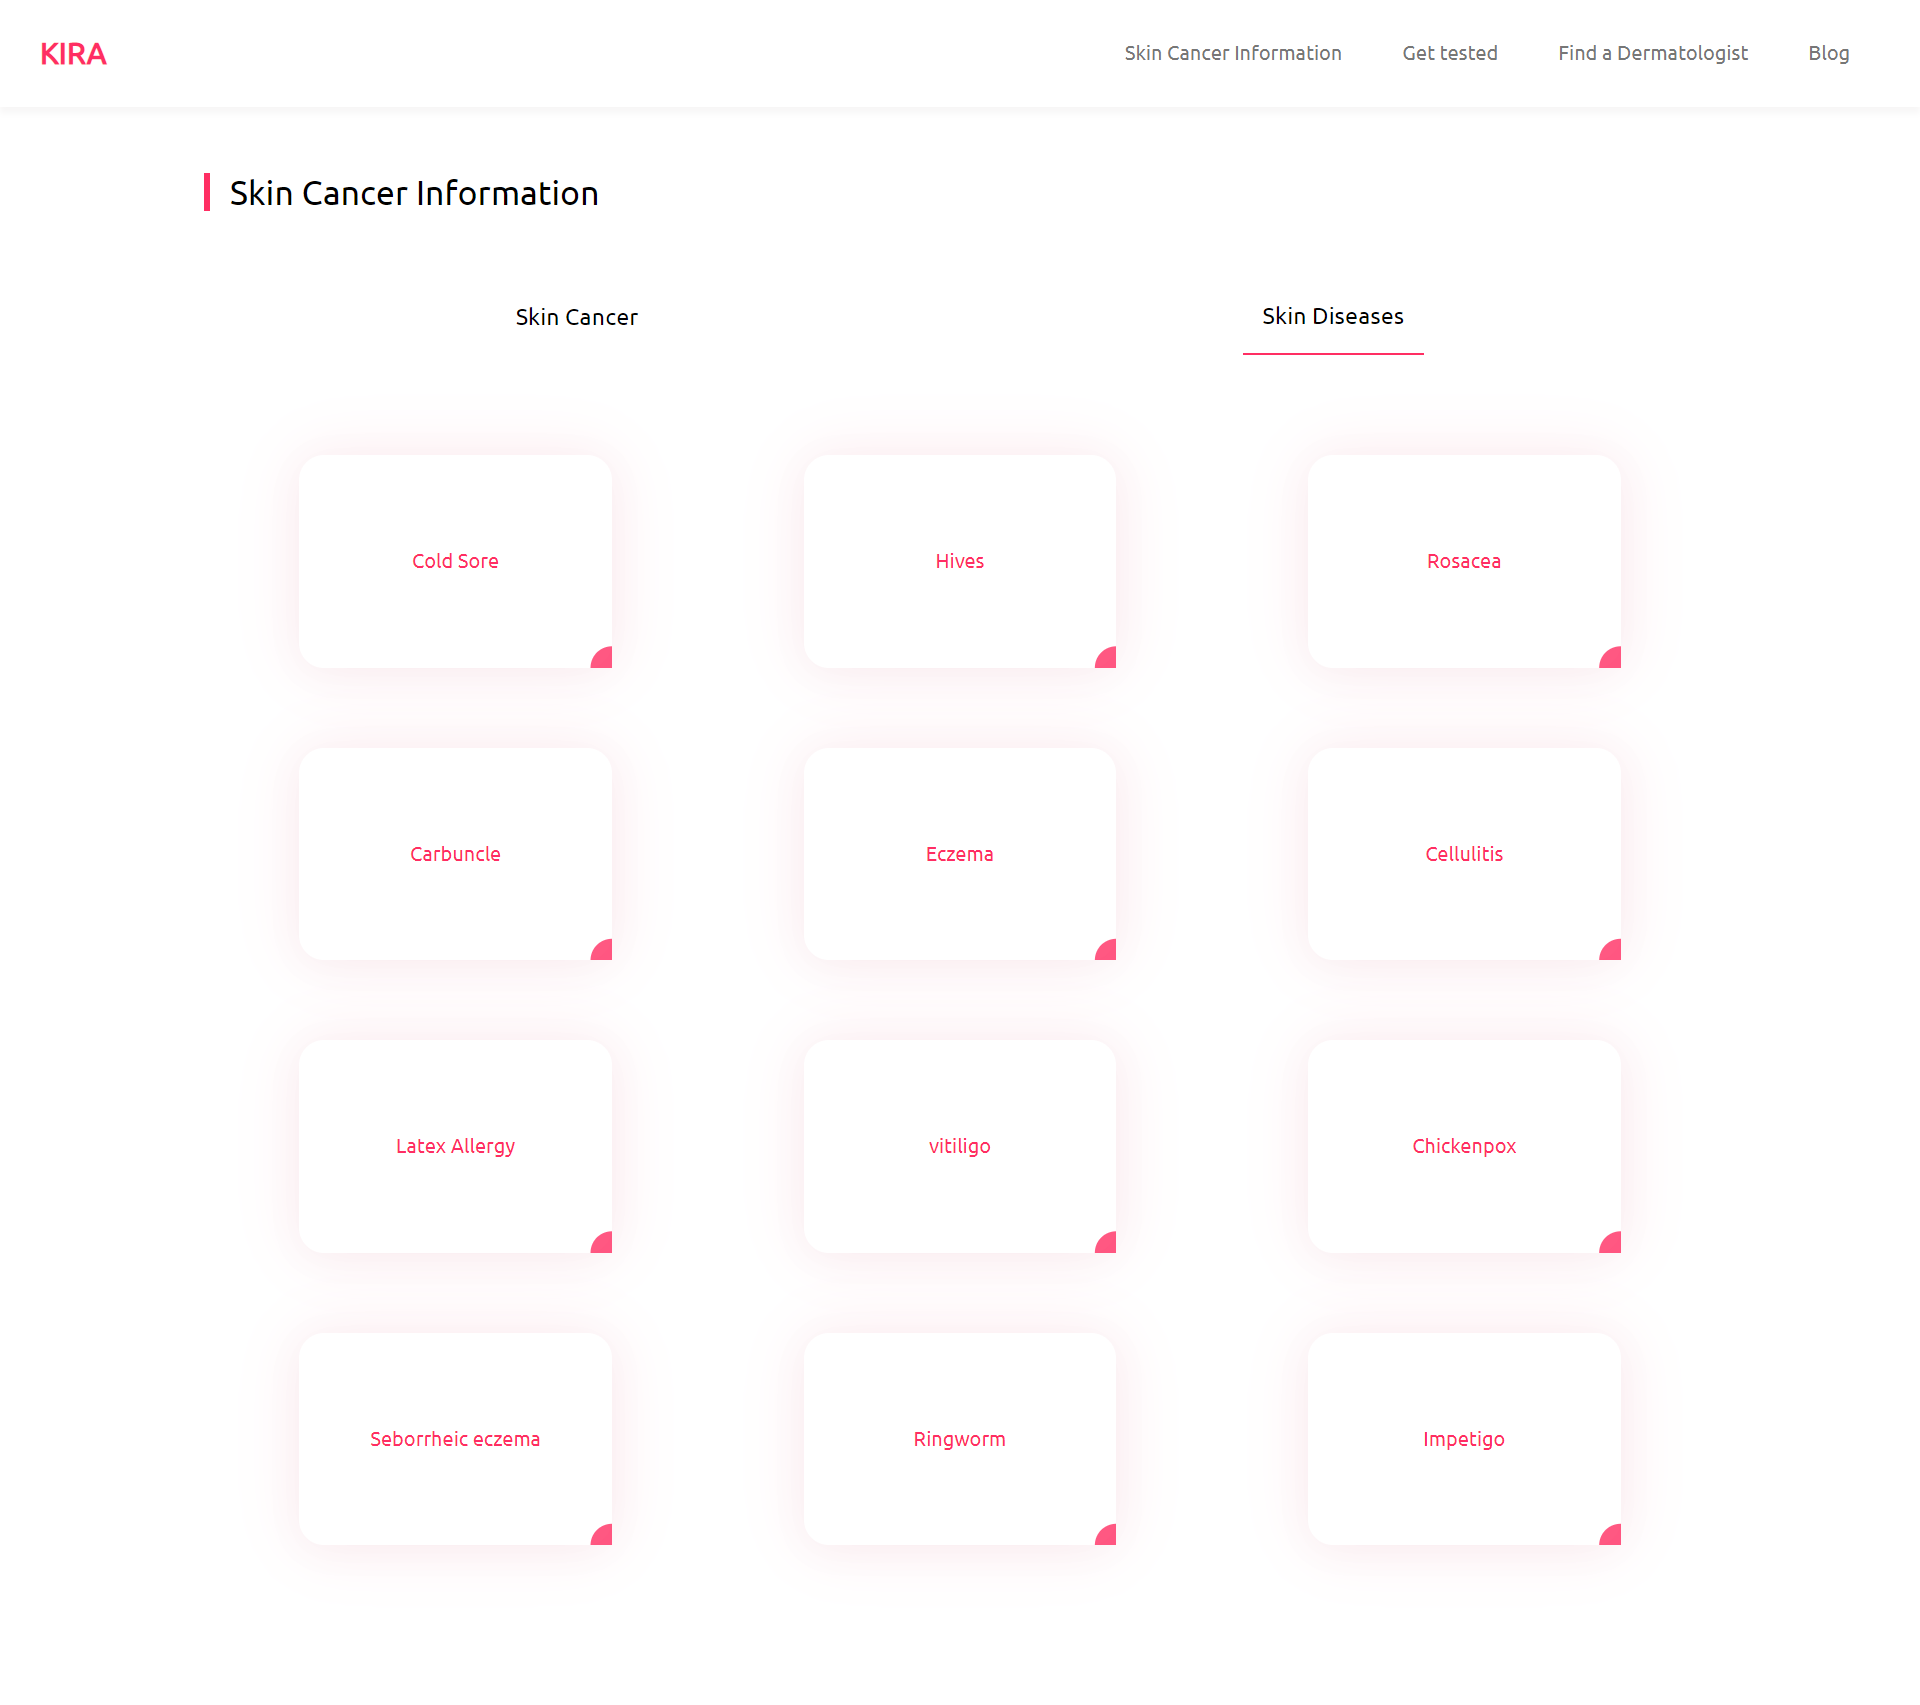 KIRA
Skin Cancer Information
Get tested
Find a Dermatologist
Blog
Skin Cancer Information
Skin Cancer
Skin Diseases
Cold Sore
Hives
Rosacea
Carbuncle
Eczema
Cellulitis
Latex Allergy
vitiligo
Chickenpox
Seborrheic eczema
Ringworm
Impetigo